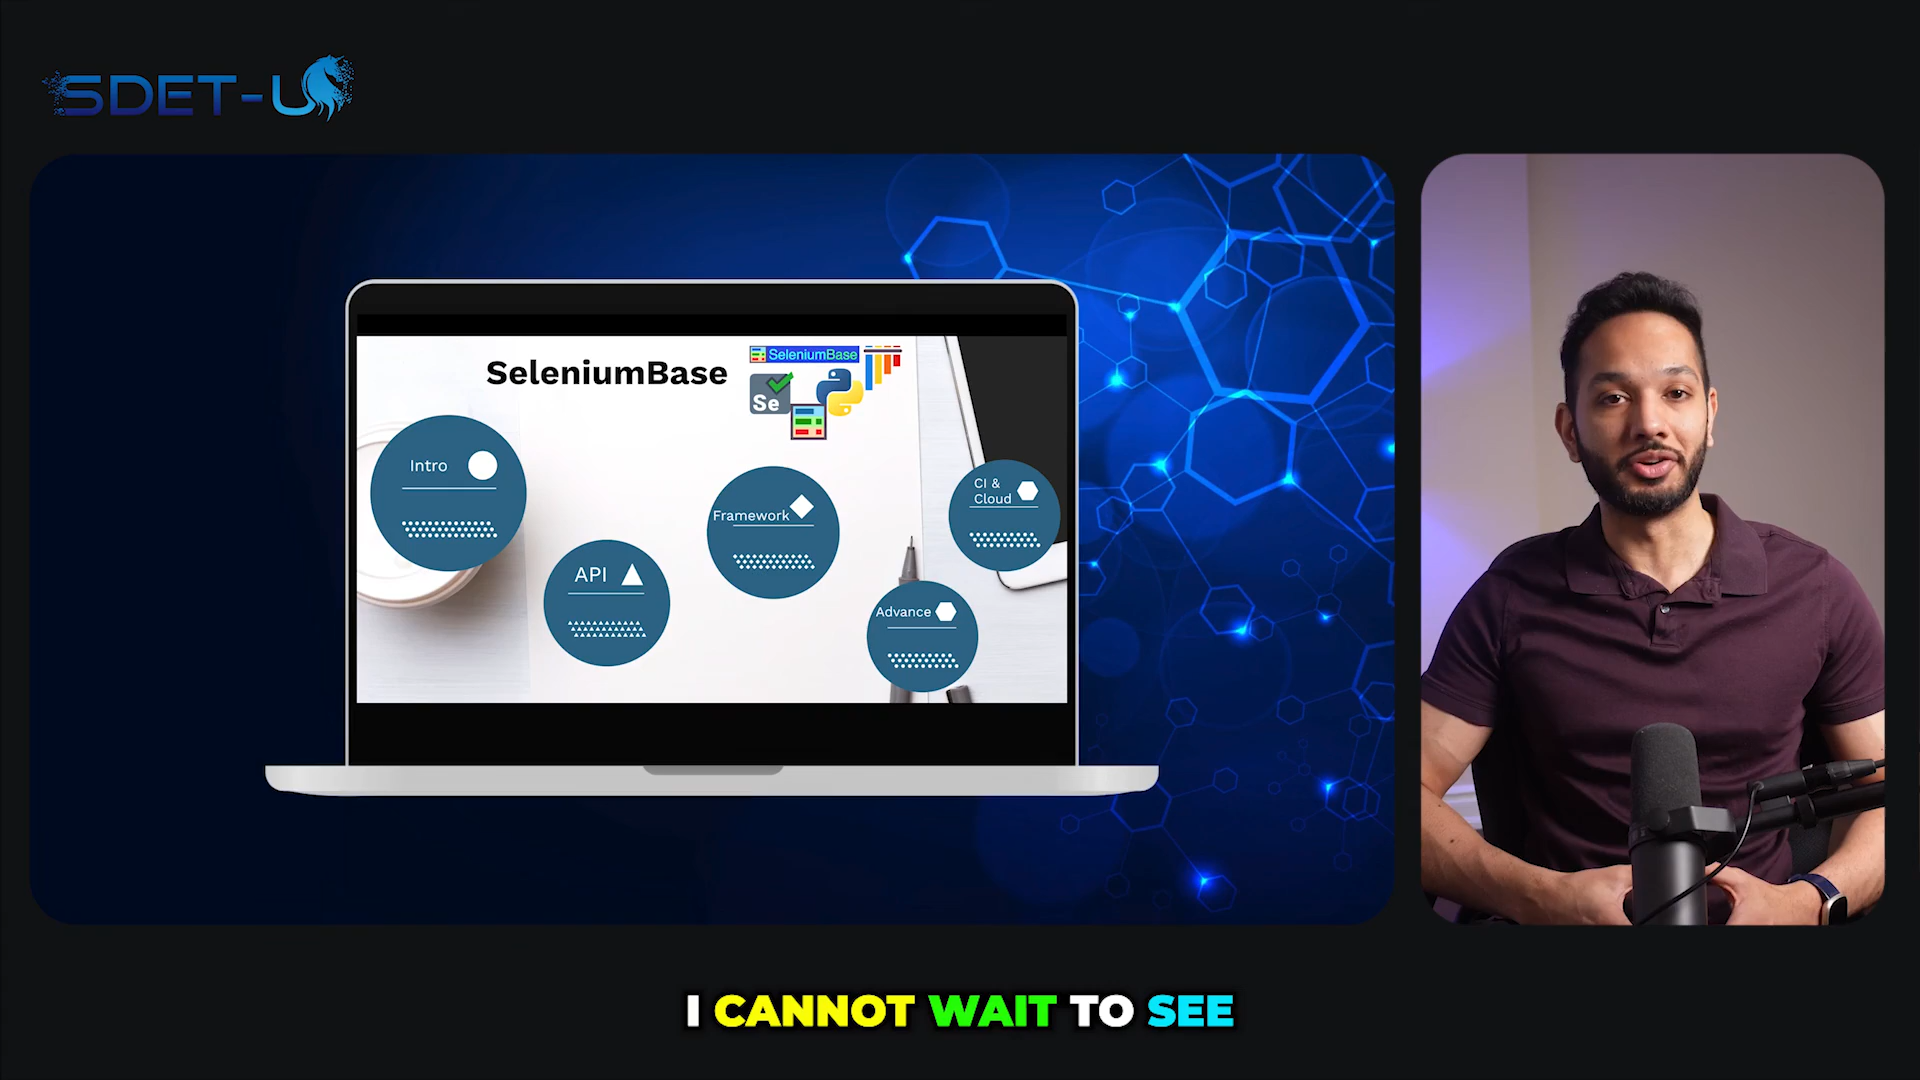 SDET-U
SeleniumBase
SeleniumBase
Se
Intro
API
Framework
Advance
CI &
Cloud
I CANNOT WAIT TO SEE